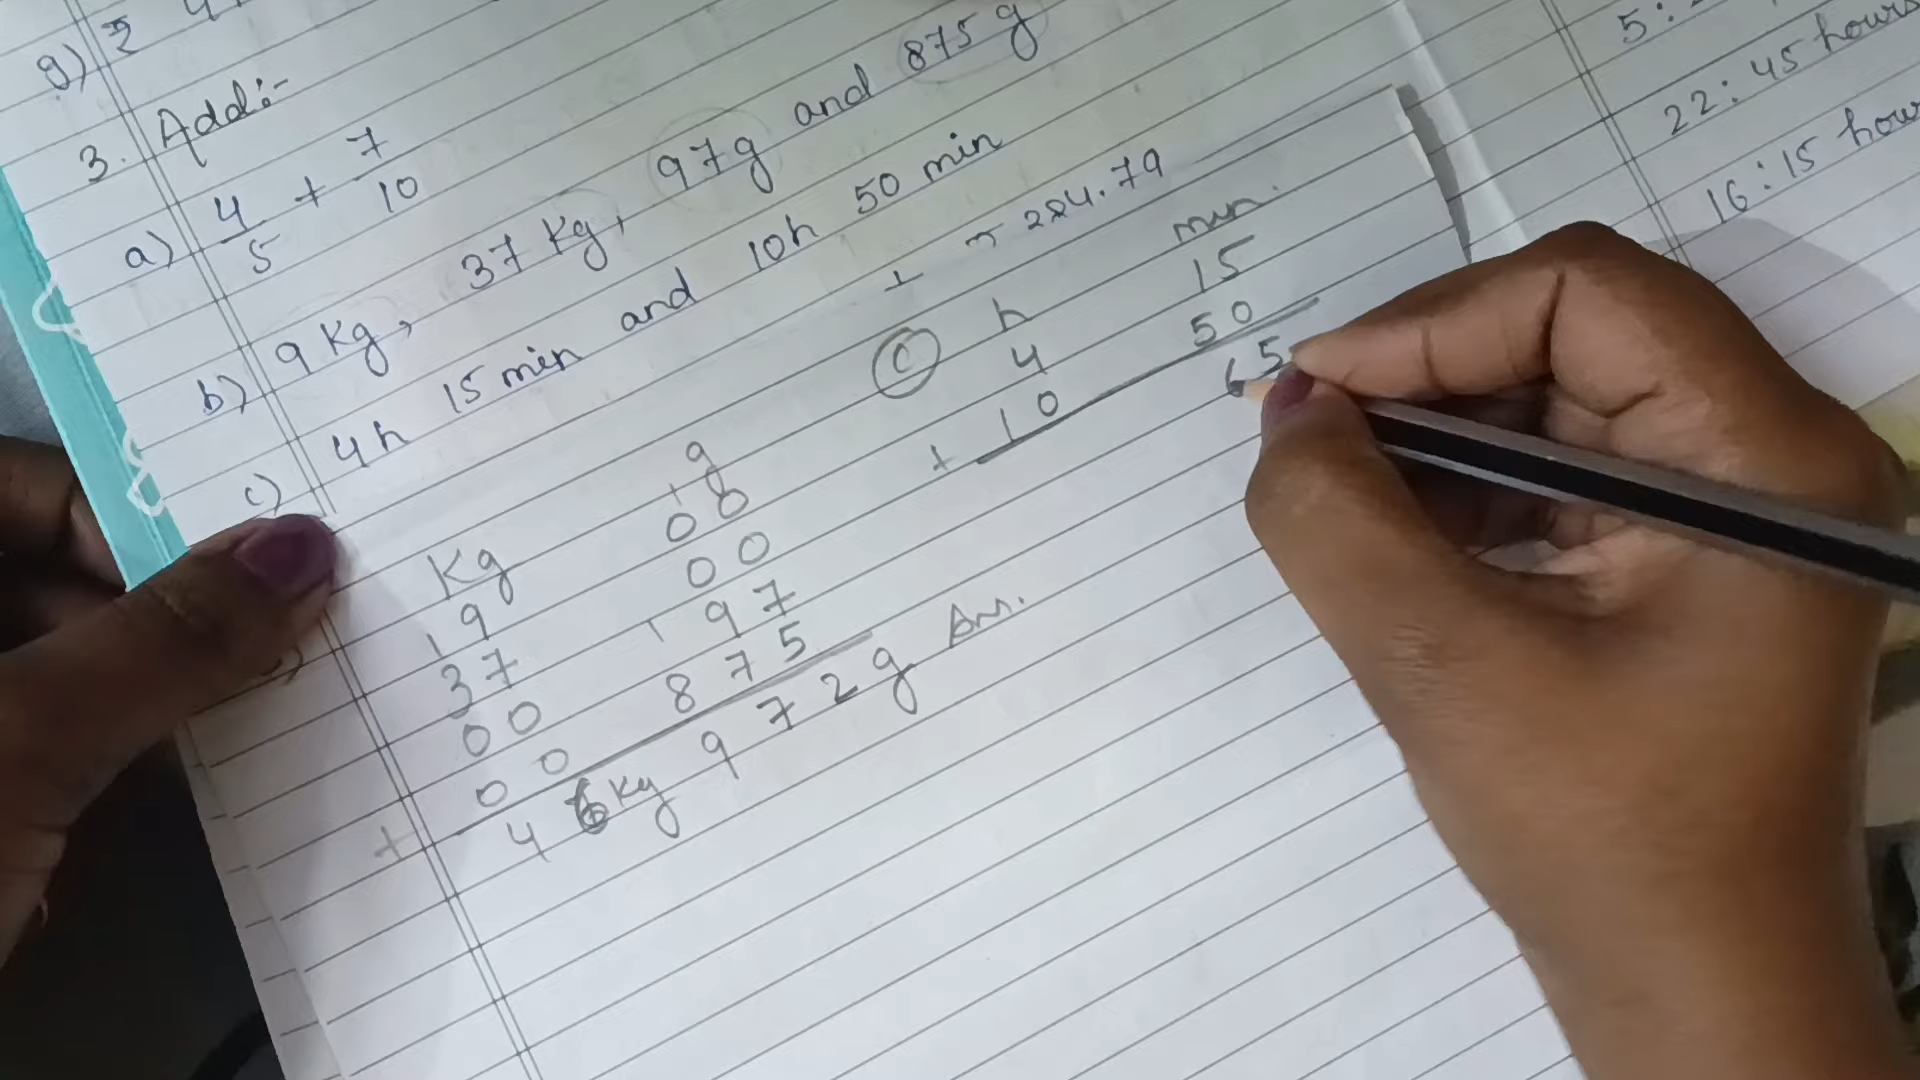 g) ₹ 4
3. Add:-
a) 4/5 + 7/10
b) 9 Kg, 37 Kg, 97g and 875 g
c) 4h 15 min and 10h 50 min
+ 284.79
Kg g
9 00
37 00
00 97
+ 00 875
46 Kg 972 g Ans.
(c) h min.
4 15
+ 10 50
65
5:
22:45 hours
16:15 hour